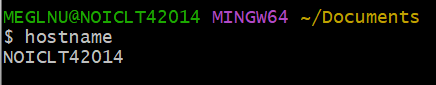 MEGLNU@NOICLT42014 MINGW64 ~/Documents
$ hostname
NOICLT42014